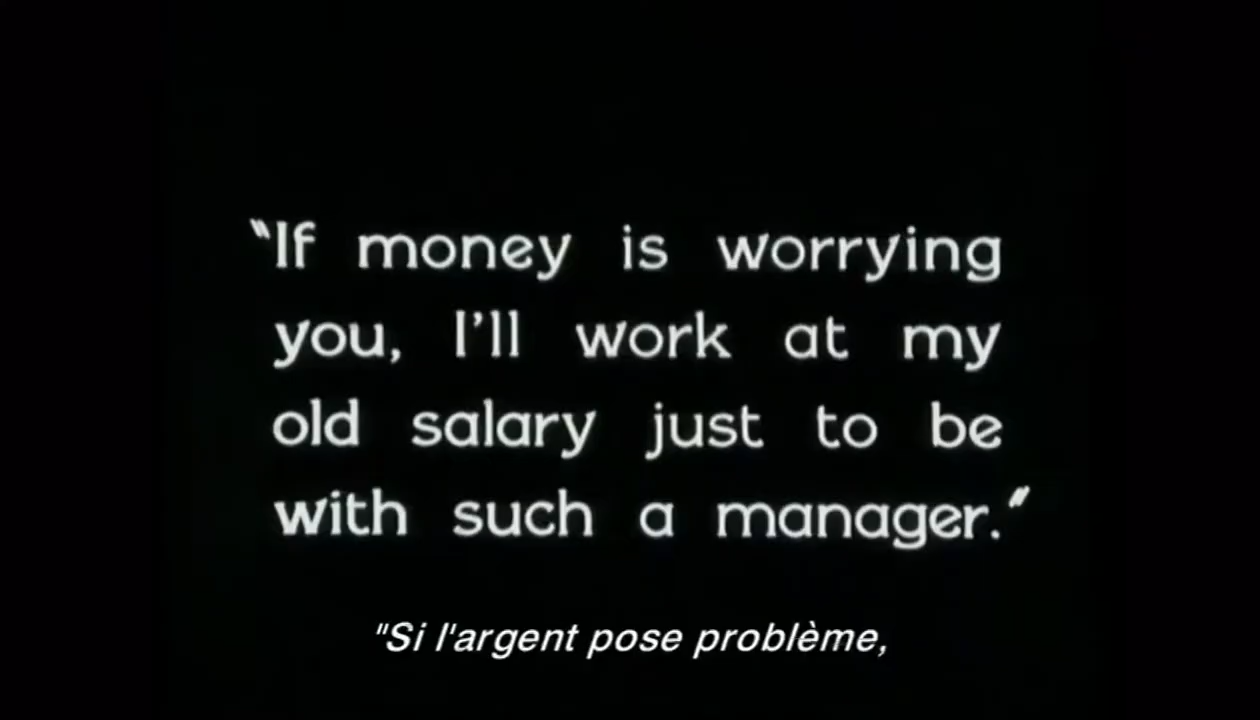 "If money is worrying
you, I'll work at my
old salary just to be
with such a manager."
"Si l'argent pose problème,